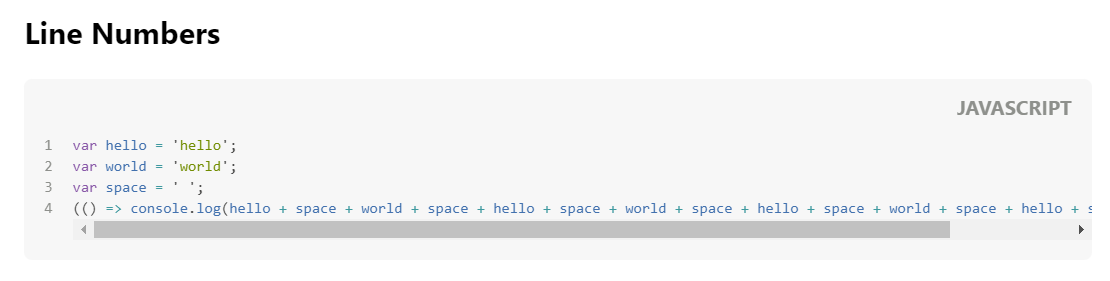 Line Numbers
JAVASCRIPT
1 var hello = 'hello';
2 var world = 'world';
3 var space = ' ';
4 (() => console.log(hello + space + world + space + hello + space + world + space + hello + space + world + space + hello + s